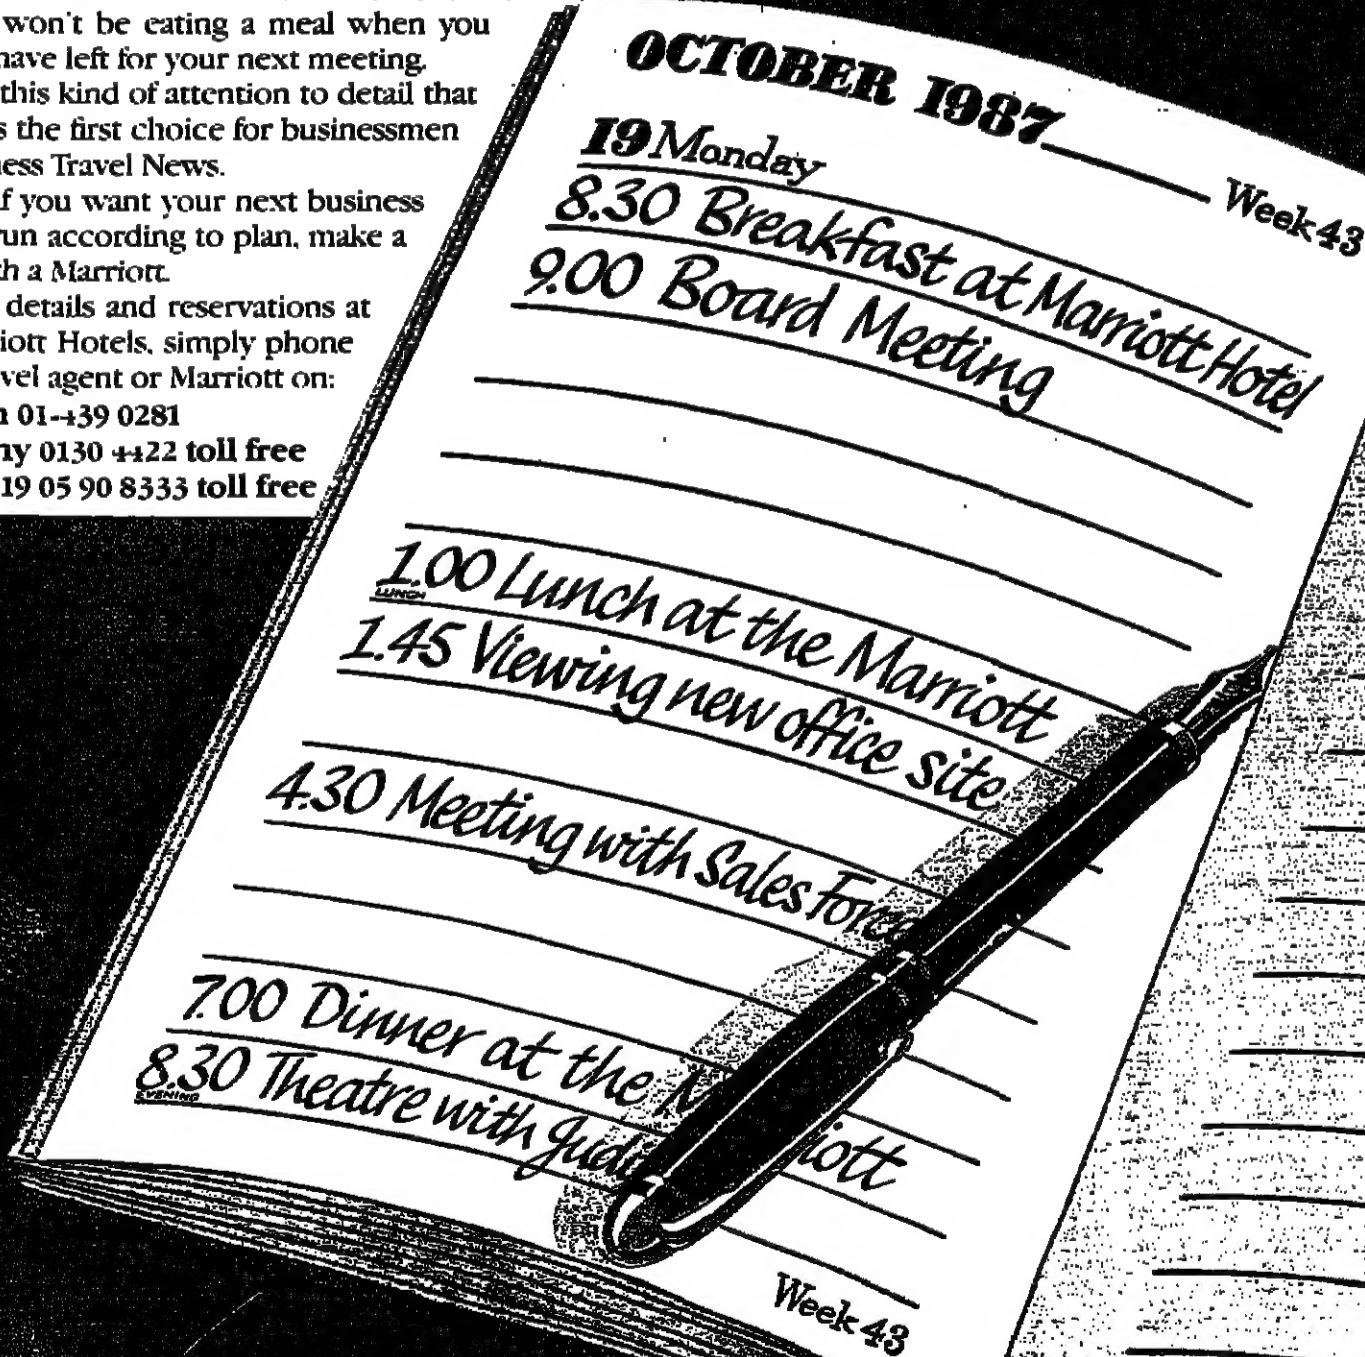 won't be eating a meal when you
have left for your next meeting.
this kind of attention to detail that
the first choice for businessmen
ess Travel News.
f you want your next business
un according to plan, make a
h a Marriott.
details and reservations at
iott Hotels, simply phone
vel agent or Marriott on:
01-439 0281
ny 0130 4422 toll free
19 05 90 8333 toll free
OCTOBER 1987
Week 43
19 Monday
8.30 Breakfast at Marriott Hotel
9.00 Board Meeting
1.00 Lunch at the Marriott
LUNCH
1.45 Viewing new office site
4.30 Meeting with Sales Force
7.00 Dinner at the M iott
8.30 Theatre with Jud
EVENING
Week 43